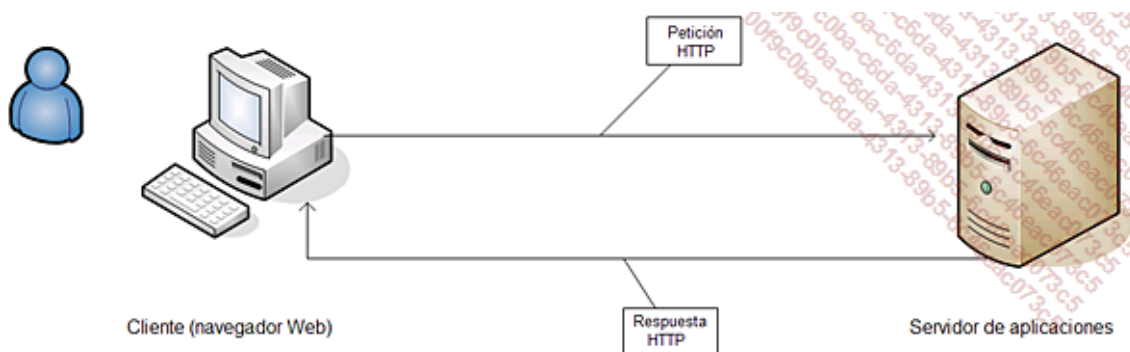 Petición
HTTP
Cliente (navegador Web)
Respuesta
HTTP
Servidor de aplicaciones